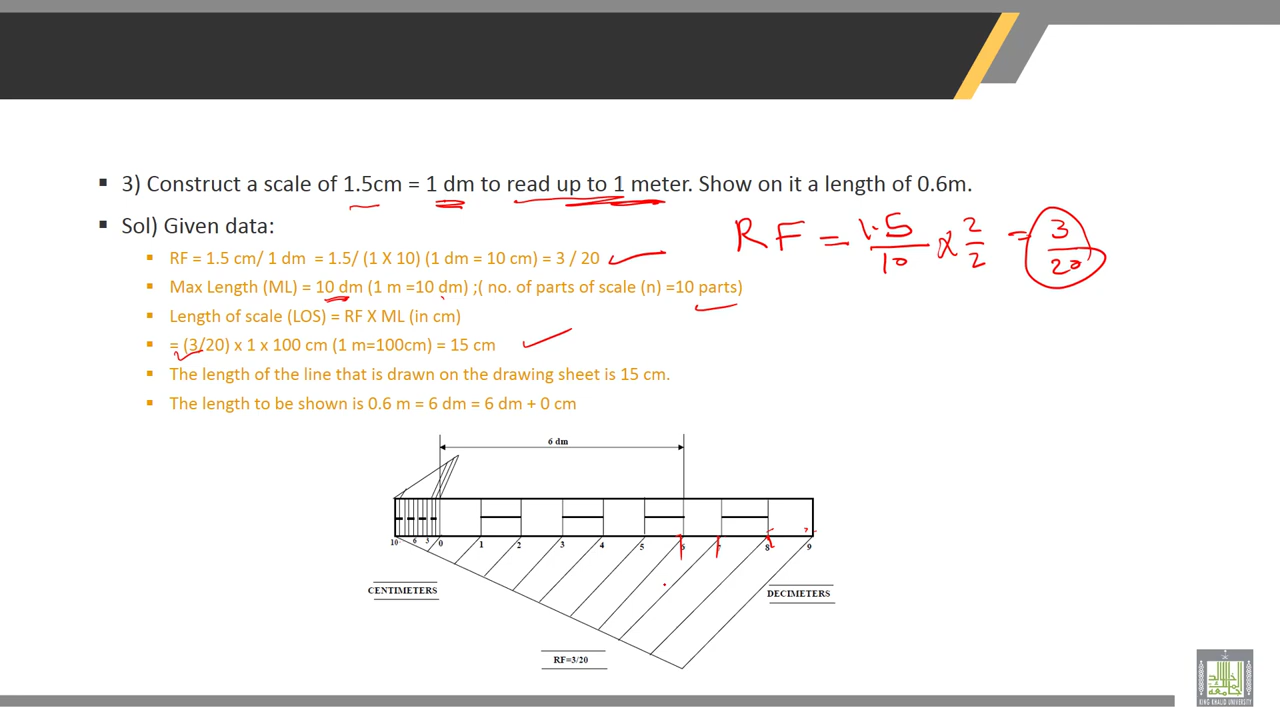 3) Construct a scale of 1.5cm = 1 dm to read up to 1 meter. Show on it a length of 0.6m.
Sol) Given data:
RF = 1.5 cm/ 1 dm = 1.5/ (1 X 10) (1 dm = 10 cm) = 3 / 20
Max Length (ML) = 10 dm (1 m =10 dm) ;( no. of parts of scale (n) =10 parts)
Length of scale (LOS) = RF X ML (in cm)
= (3/20) x 1 x 100 cm (1 m=100cm) = 15 cm
The length of the line that is drawn on the drawing sheet is 15 cm.
The length to be shown is 0.6 m = 6 dm = 6 dm + 0 cm
RF = 1.5/10 x 2/2 = 3/20
6 dm
10 6 3 0 1 2 3 4 5 6 7 8 9
CENTIMETERS
DECIMETERS
RF=3/20
جامعة الملك خالد
KING KHALID UNIVERSITY